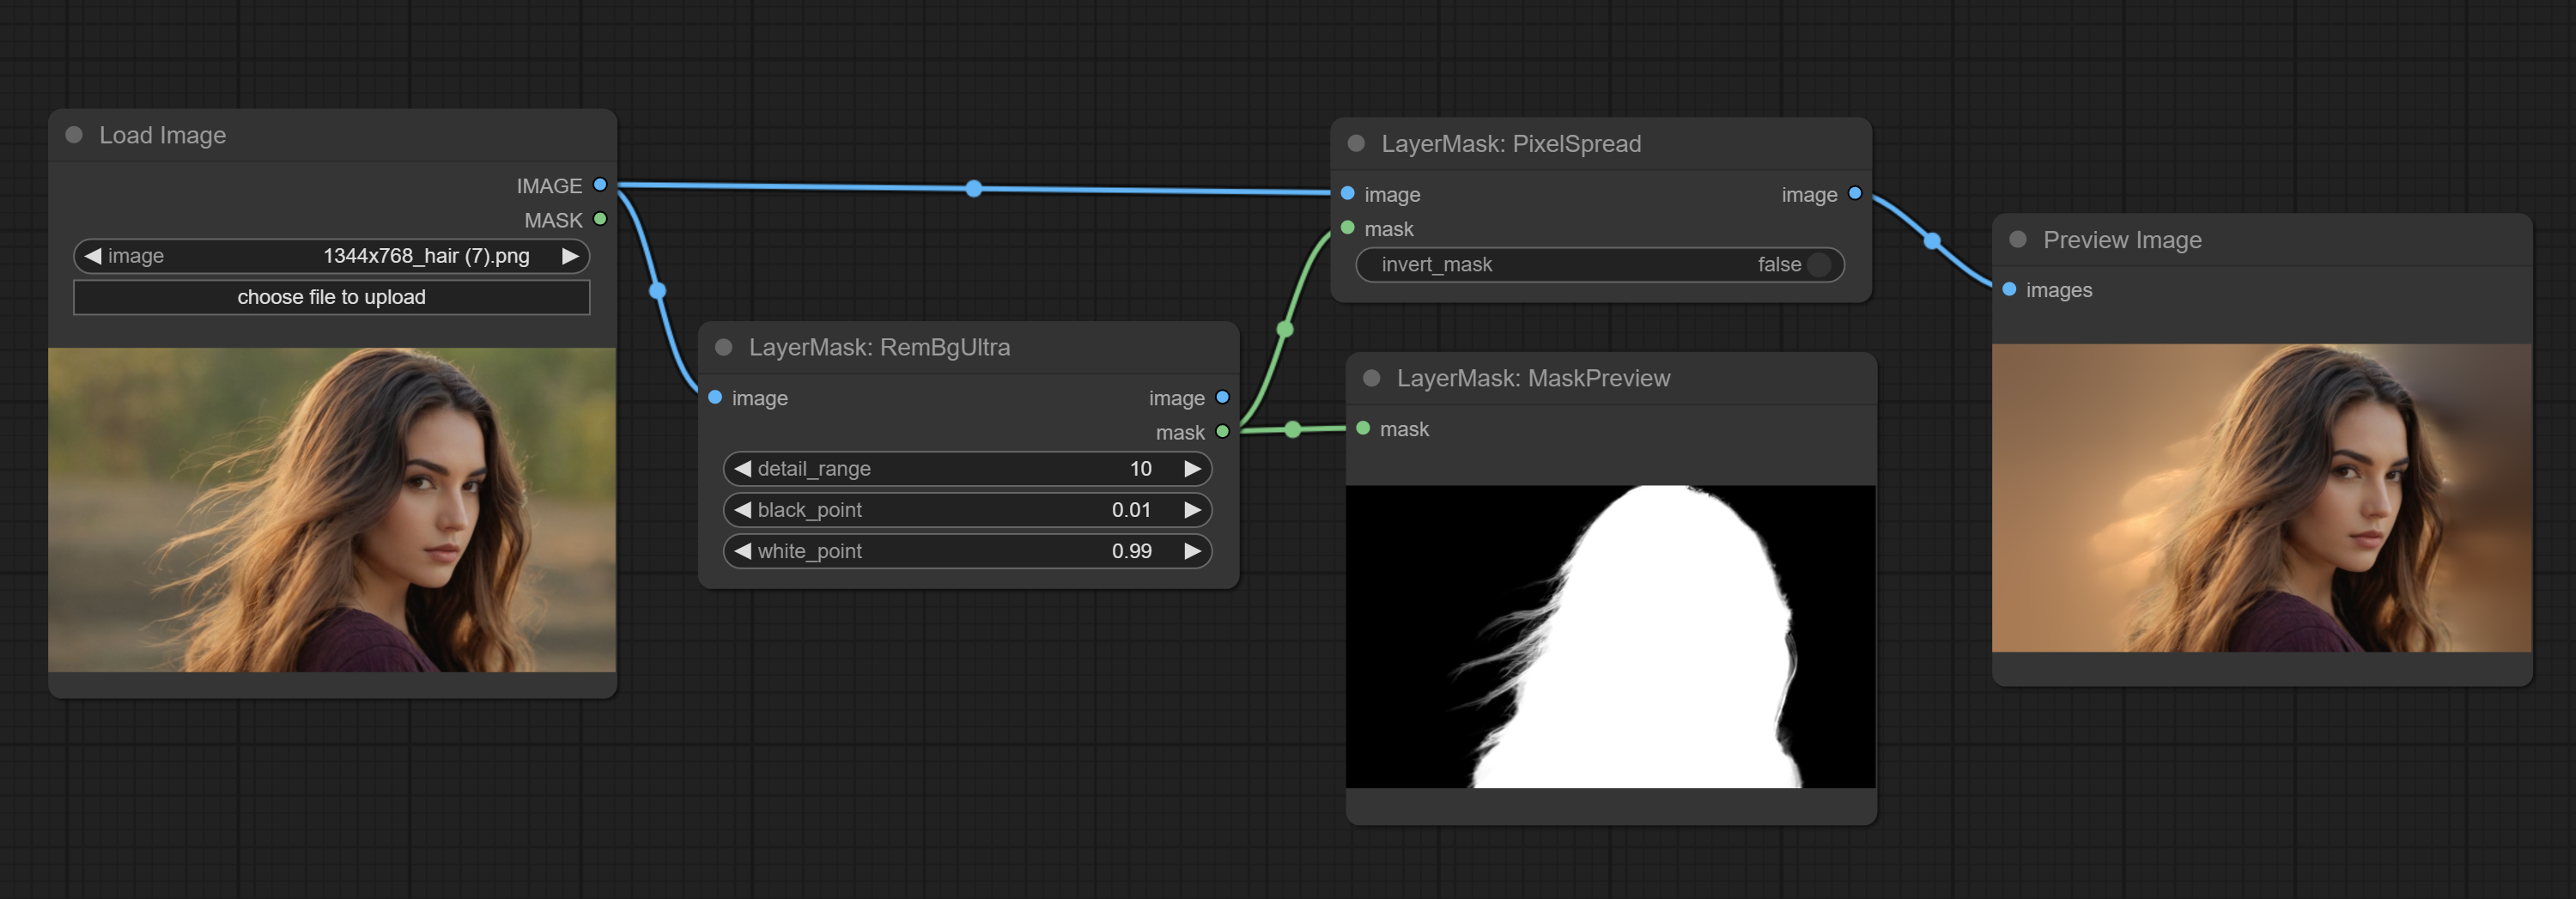 Load Image
IMAGE
MASK
image 1344x768_hair (7).png
choose file to upload
LayerMask: RemBgUltra
image image
mask
detail_range 10
black_point 0.01
white_point 0.99
LayerMask: PixelSpread
image image
mask
invert_mask false
LayerMask: MaskPreview
mask
Preview Image
images